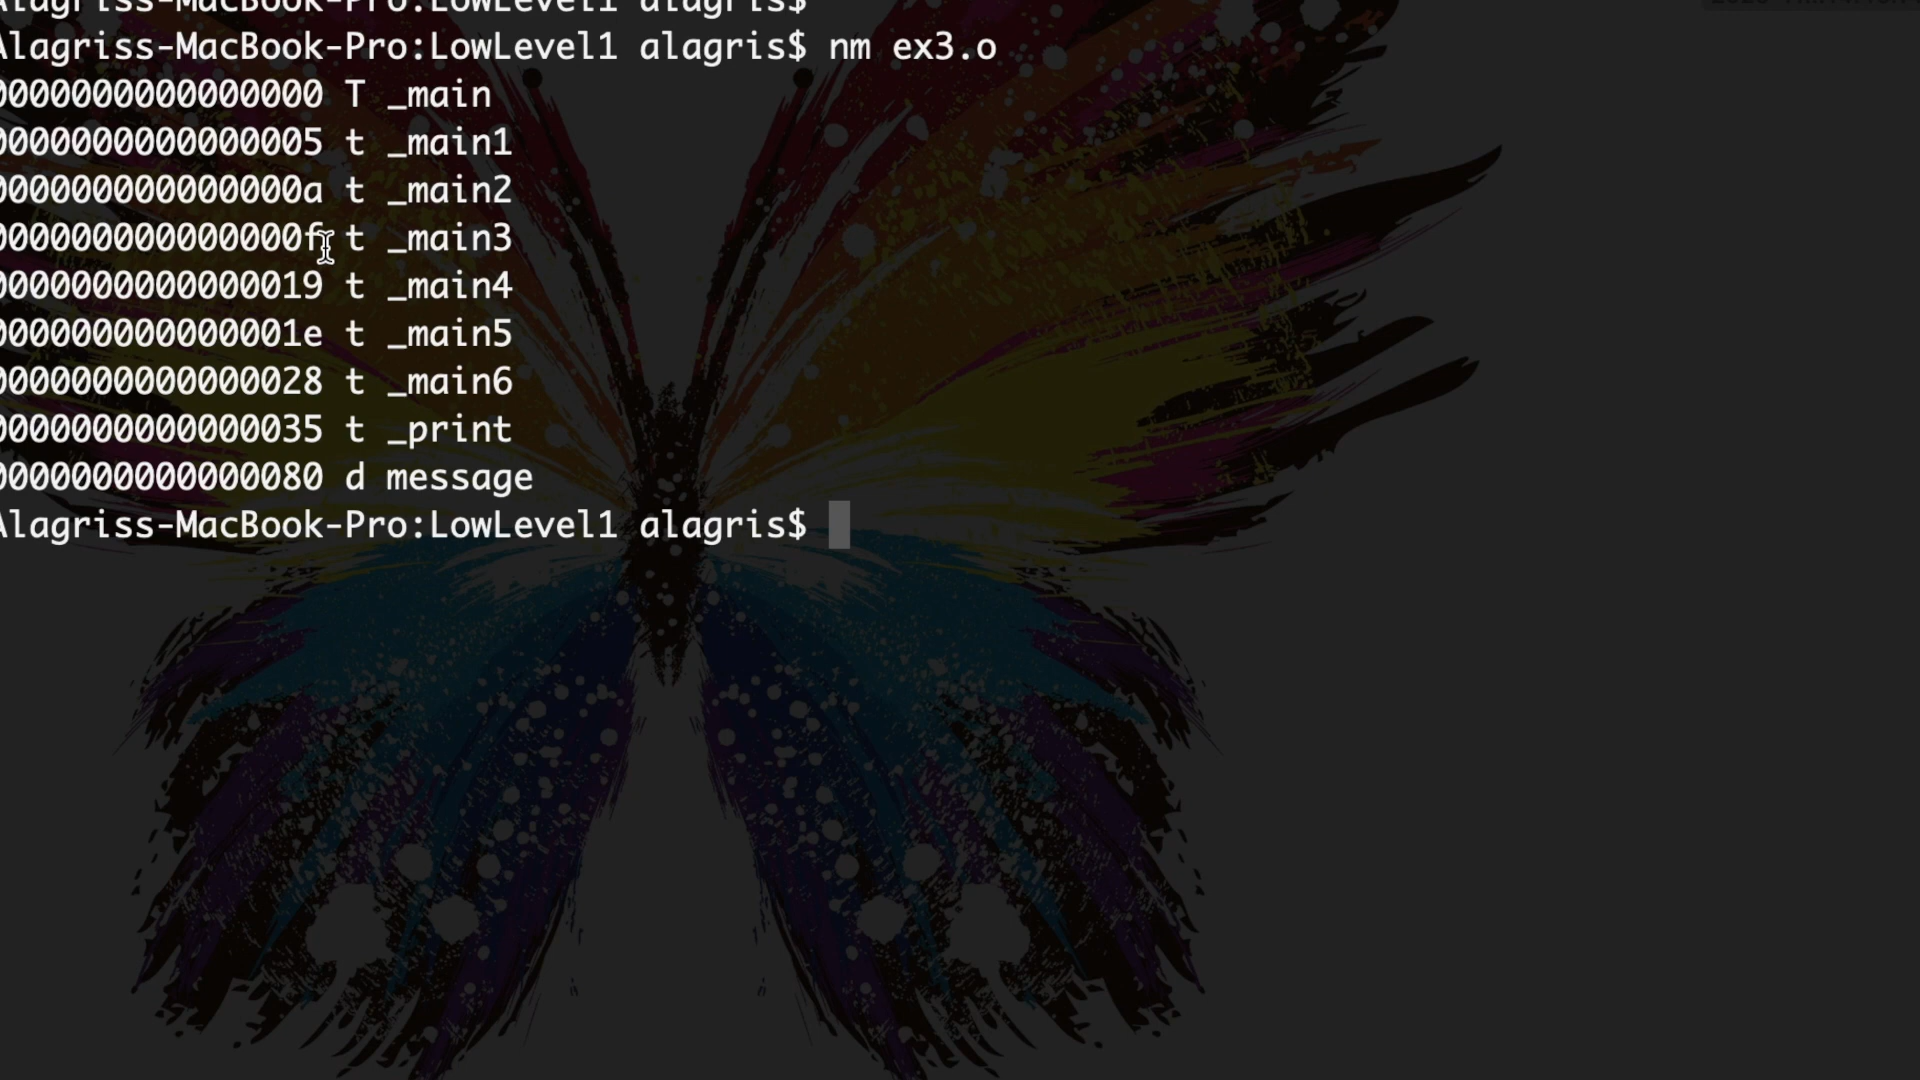 Alagriss-MacBook-Pro:LowLevel1 alagris$
Alagriss-MacBook-Pro:LowLevel1 alagris$ nm ex3.o
0000000000000000 T _main
0000000000000005 t _main1
000000000000000a t _main2
000000000000000f t _main3
0000000000000019 t _main4
000000000000001e t _main5
0000000000000028 t _main6
0000000000000035 t _print
0000000000000080 d message
Alagriss-MacBook-Pro:LowLevel1 alagris$